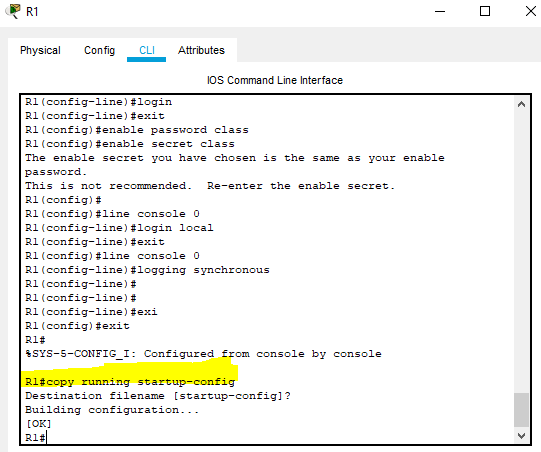 R1
Physical Config CLI Attributes
IOS Command Line Interface
R1(config-line)#login
R1(config-line)#exit
R1(config)#enable password class
R1(config)#enable secret class
The enable secret you have chosen is the same as your enable
password.
This is not recommended.  Re-enter the enable secret.
R1(config)#
R1(config)#line console 0
R1(config-line)#login local
R1(config-line)#exit
R1(config)#line console 0
R1(config-line)#logging synchronous
R1(config-line)#
R1(config-line)#
R1(config-line)#exi
R1(config)#exit
R1#
%SYS-5-CONFIG_I: Configured from console by console
R1#copy running startup-config
Destination filename [startup-config]?
Building configuration...
[OK]
R1#